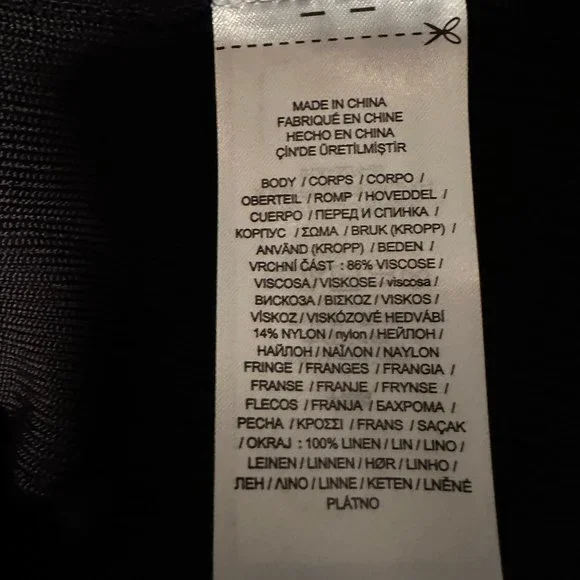 MADE IN CHINA
FABRIQUÉ EN CHINE
HECHO EN CHINA
ÇİN'DE ÜRETİLMİŞTİR
BODY / CORPS / CORPO /
OBERTEIL / ROMP / HOVEDDEL /
CUERPO / ПЕРЕД И СПИНКА /
КОРПУС / ΣΩΜΑ / BRUK (KROPP) /
ANVÄND (KROPP) / BEDEN /
VRCHNÍ ČÁST : 86% VISCOSE /
VISCOSA / VISKOSE / viscosa /
ВИСКОЗА / ΒΙΣΚΟΖ / VISKOS /
VİSKOZ / VISKÓZOVÉ HEDVÁBÍ
14% NYLON / nylon / НЕЙЛОН /
НАЙЛОН / ΝΑΪΛΟΝ / NAYLON
FRINGE / FRANGES / FRANGIA /
FRANSE / FRANJE / FRYNSE /
FLECOS / FRANJA / БАХРОМА /
РЕСНА / ΚΡΟΣΣΙ / FRANS / SAÇAK
/ OKRAJ : 100% LINEN / LIN / LINO /
LEINEN / LINNEN / HØR / LINHO /
ЛЕН / ΛΙΝΟ / LINNE / KETEN / LNĚNÉ
PLÁTNO